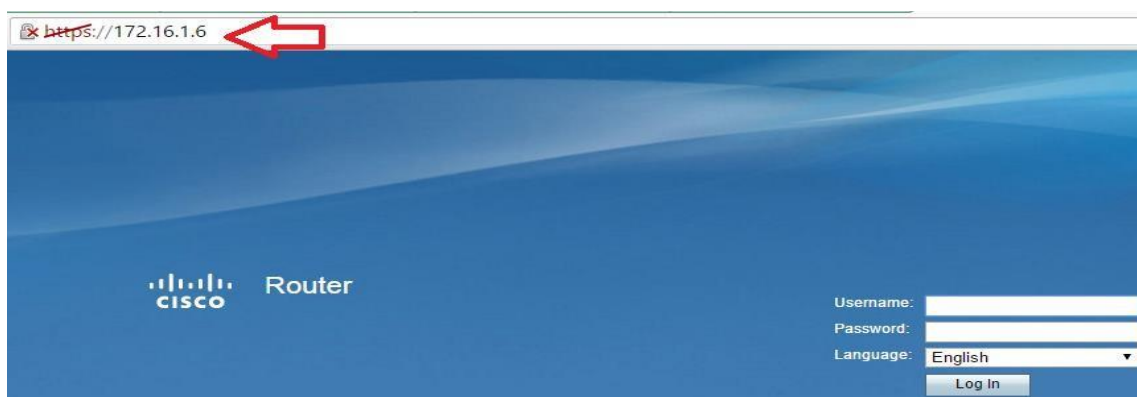 https://172.16.1.6
CISCO Router
Username:
Password:
Language: English
Log In